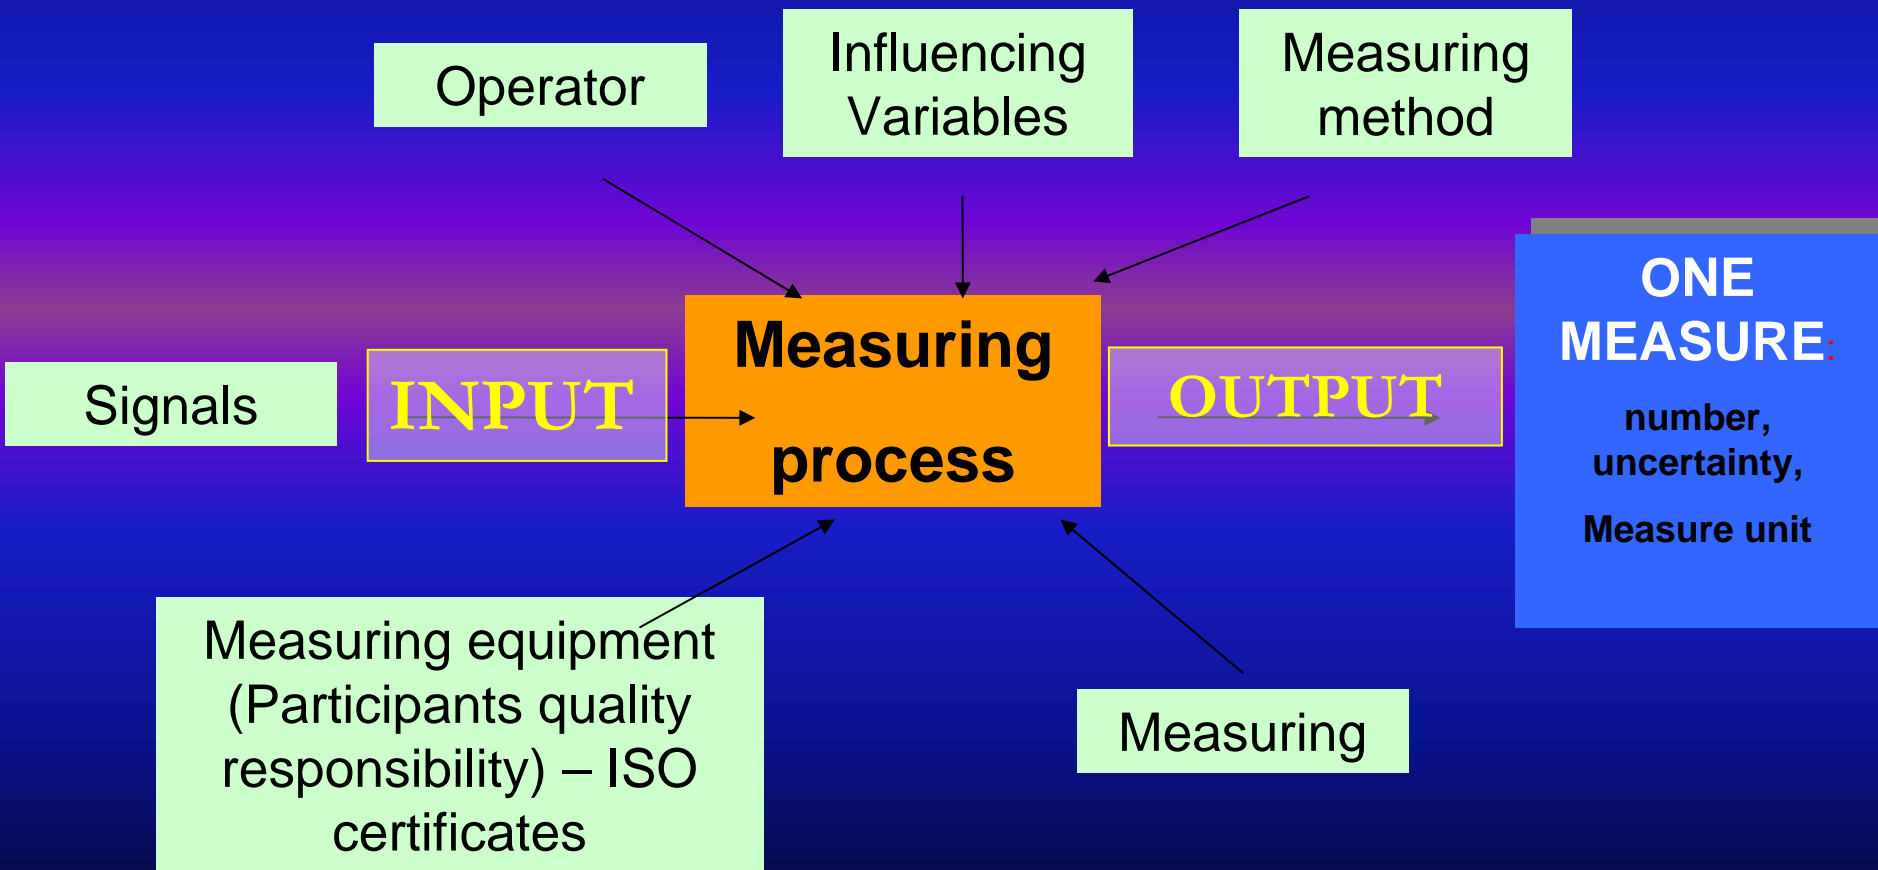 Operator
Influencing
Variables
Measuring
method
Signals
INPUT
Measuring
process
OUTPUT
ONE
MEASURE:
number,
uncertainty,
Measure unit
Measuring equipment
(Participants quality
responsibility) – ISO
certificates
Measuring